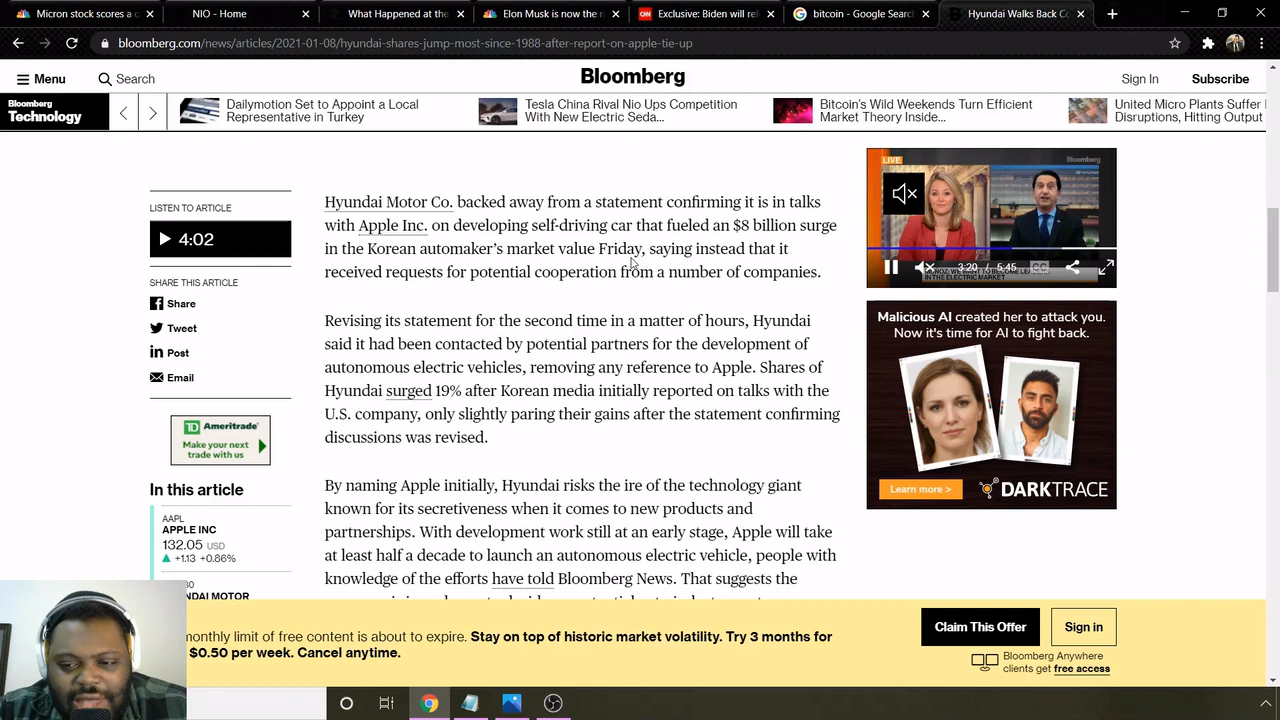 Micron stock scores a c
NIO - Home
What Happened at the
Elon Musk is now the n
Exclusive: Biden will rel
bitcoin - Google Searc
Hyundai Walks Back Co
bloomberg.com/news/articles/2021-01-08/hyundai-shares-jump-most-since-1988-after-report-on-apple-tie-up
Menu
Search
Bloomberg
Sign In
Subscribe
Bloomberg
Technology
Dailymotion Set to Appoint a Local
Representative in Turkey
Tesla China Rival Nio Ups Competition
With New Electric Seda...
Bitcoin's Wild Weekends Turn Efficient
Market Theory Inside...
United Micro Plants Suffer
Disruptions, Hitting Output
LISTEN TO ARTICLE
4:02
SHARE THIS ARTICLE
Share
Tweet
Post
Email
TD Ameritrade
Make your next
trade with us
In this article
AAPL
APPLE INC
132.05 USD
+1.13 +0.86%
NDAI MOTOR
Hyundai Motor Co. backed away from a statement confirming it is in talks
with Apple Inc. on developing self-driving car that fueled an $8 billion surge
in the Korean automaker's market value Friday, saying instead that it
received requests for potential cooperation from a number of companies.
Revising its statement for the second time in a matter of hours, Hyundai
said it had been contacted by potential partners for the development of
autonomous electric vehicles, removing any reference to Apple. Shares of
Hyundai surged 19% after Korean media initially reported on talks with the
U.S. company, only slightly paring their gains after the statement confirming
discussions was revised.
By naming Apple initially, Hyundai risks the ire of the technology giant
known for its secretiveness when it comes to new products and
partnerships. With development work still at an early stage, Apple will take
at least half a decade to launch an autonomous electric vehicle, people with
knowledge of the efforts have told Bloomberg News. That suggests the
LIVE
Bloomberg
3:20 / 5:45
CC
Malicious AI created her to attack you.
Now it's time for AI to fight back.
Learn more >
DARKTRACE
monthly limit of free content is about to expire. Stay on top of historic market volatility. Try 3 months for
$0.50 per week. Cancel anytime.
Claim This Offer
Sign in
Bloomberg Anywhere
clients get free access